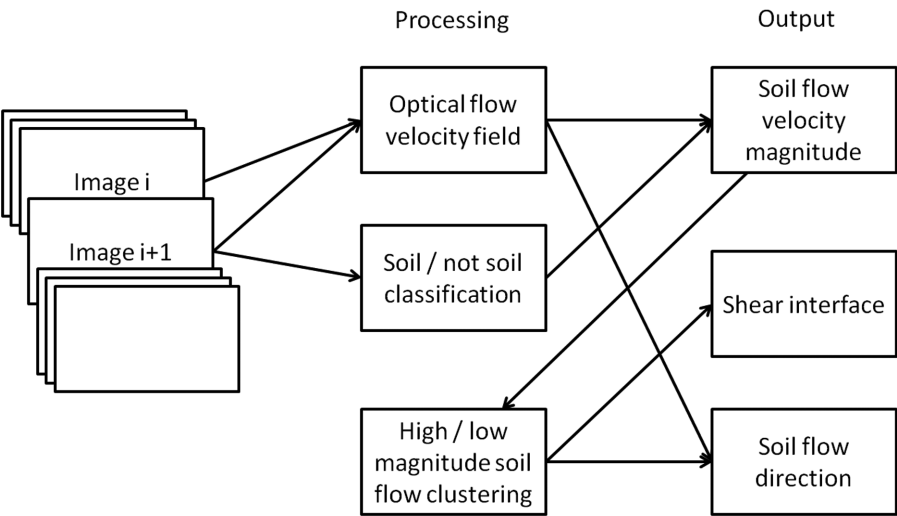 Processing
Output
Image i
Image i+1
Optical flow
velocity field
Soil / not soil
classification
High / low
magnitude soil
flow clustering
Soil flow
velocity
magnitude
Shear interface
Soil flow
direction